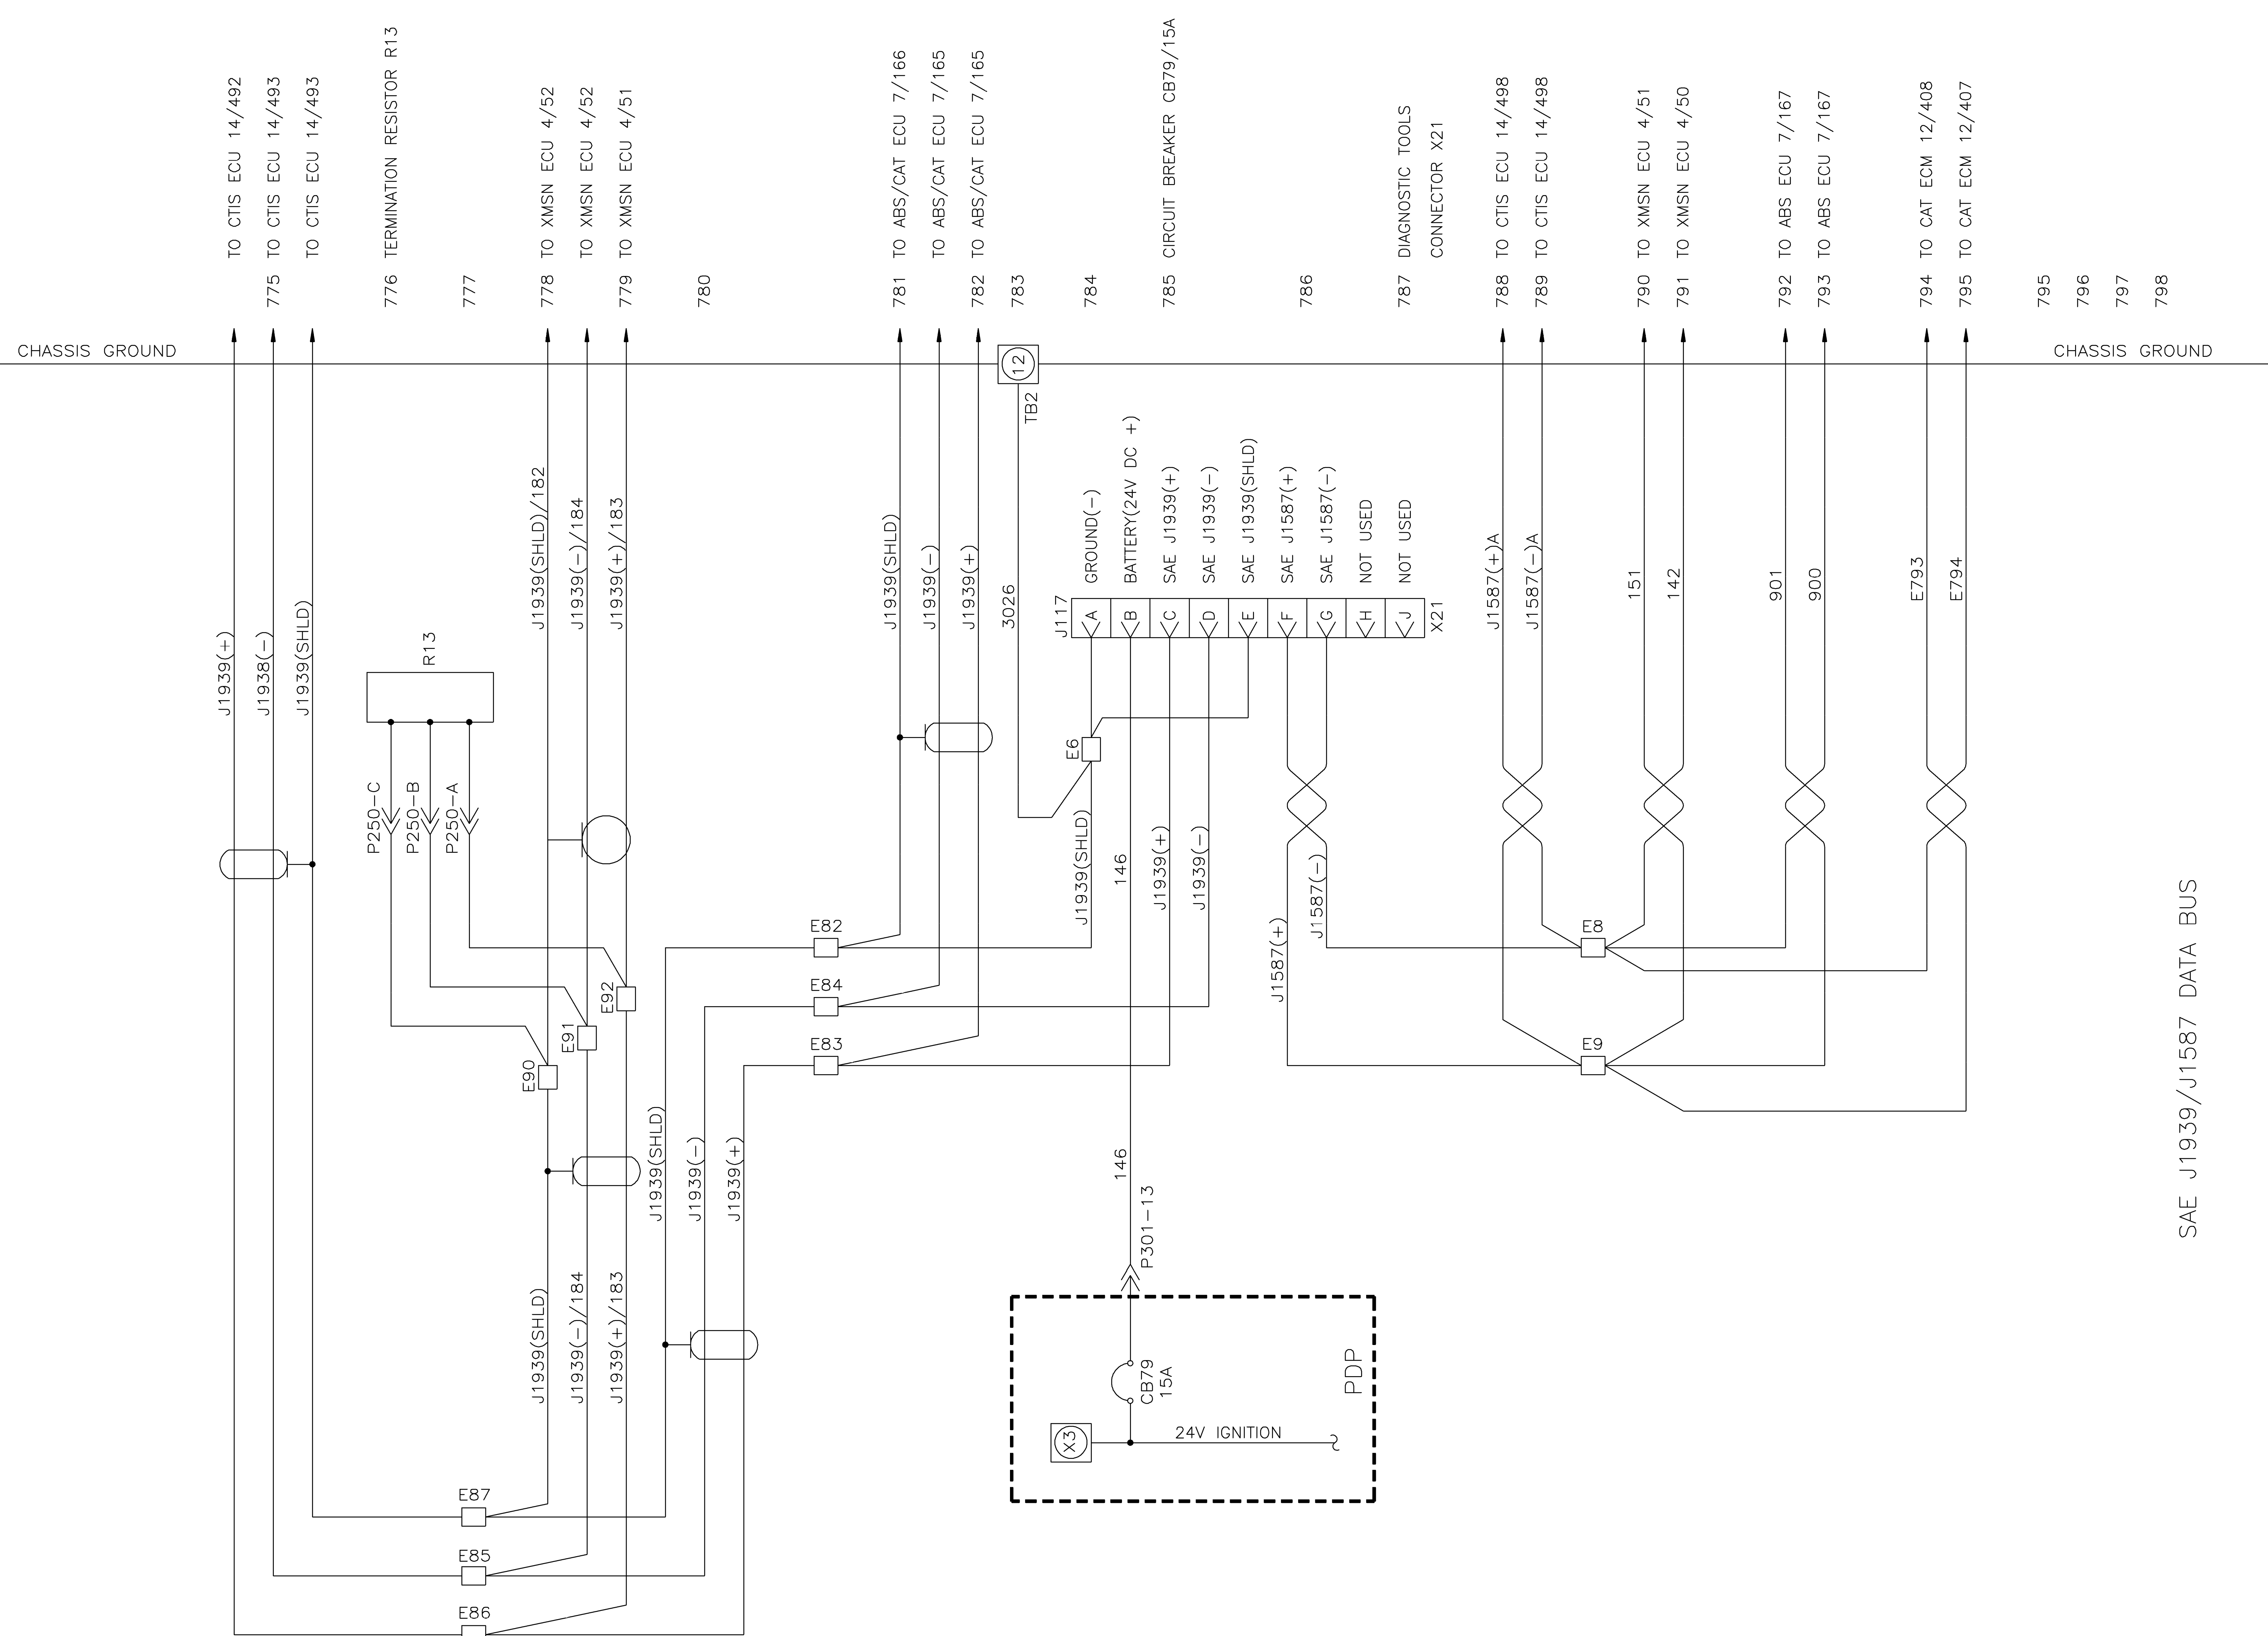 TO CTIS ECU 14/492
775 TO CTIS ECU 14/493
TO CTIS ECU 14/493
776 TERMINATION RESISTOR R13
777
778 TO XMSN ECU 4/52
TO XMSN ECU 4/52
779 TO XMSN ECU 4/51
780
781 TO ABS/CAT ECU 7/166
TO ABS/CAT ECU 7/165
782 TO ABS/CAT ECU 7/165
783
784
785 CIRCUIT BREAKER CB79/15A
786
787 DIAGNOSTIC TOOLS
CONNECTOR X21
788 TO CTIS ECU 14/498
789 TO CTIS ECU 14/498
790 TO XMSN ECU 4/51
791 TO XMSN ECU 4/50
792 TO ABS ECU 7/167
793 TO ABS ECU 7/167
794 TO CAT ECM 12/408
795 TO CAT ECM 12/407
795
796
797
798
CHASSIS GROUND
CHASSIS GROUND
12
TB2
J1939(+)
J1938(-)
J1939(SHLD)
R13
P250-C
P250-B
P250-A
J1939(SHLD)/182
J1939(-)/184
J1939(+)/183
J1939(SHLD)
J1939(-)
J1939(+)
3026
J117
A GROUND(-)
B BATTERY(24V DC +)
C SAE J1939(+)
D SAE J1939(-)
E SAE J1939(SHLD)
F SAE J1587(+)
G SAE J1587(-)
H NOT USED
J NOT USED
X21
J1587(+)A
J1587(-)A
151
142
901
900
E793
E794
E6
J1939(SHLD)
146
J1939(+)
J1939(-)
J1587(+)
J1587(-)
E82
E84
E83
E8
E9
E92
E91
E90
J1939(SHLD)
J1939(-)
J1939(+)
146
P301-13
J1939(SHLD)
J1939(-)/184
J1939(+)/183
CB79
15A
PDP
X3
24V IGNITION
E87
E85
E86
SAE J1939/J1587 DATA BUS